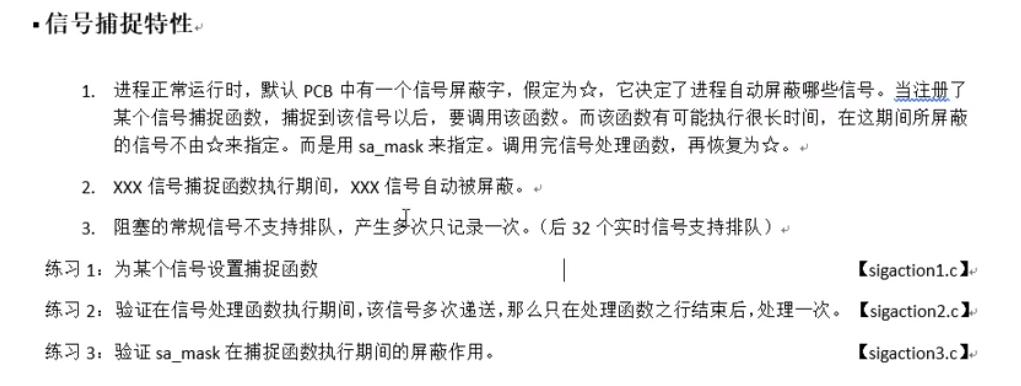 ▪信号捕捉特性
1. 进程正常运行时，默认 PCB 中有一个信号屏蔽字，假定为☆，它决定了进程自动屏蔽哪些信号。当注册了
某个信号捕捉函数，捕捉到该信号以后，要调用该函数。而该函数有可能执行很长时间，在这期间所屏蔽
的信号不由☆来指定。而是用 sa_mask 来指定。调用完信号处理函数，再恢复为☆。
2. XXX 信号捕捉函数执行期间，XXX 信号自动被屏蔽。
3. 阻塞的常规信号不支持排队，产生多次只记录一次。（后 32 个实时信号支持排队）
练习 1：为某个信号设置捕捉函数 【sigaction1.c】
练习 2：验证在信号处理函数执行期间，该信号多次递送，那么只在处理函数之行结束后，处理一次。 【sigaction2.c】
练习 3：验证 sa_mask 在捕捉函数执行期间的屏蔽作用。 【sigaction3.c】